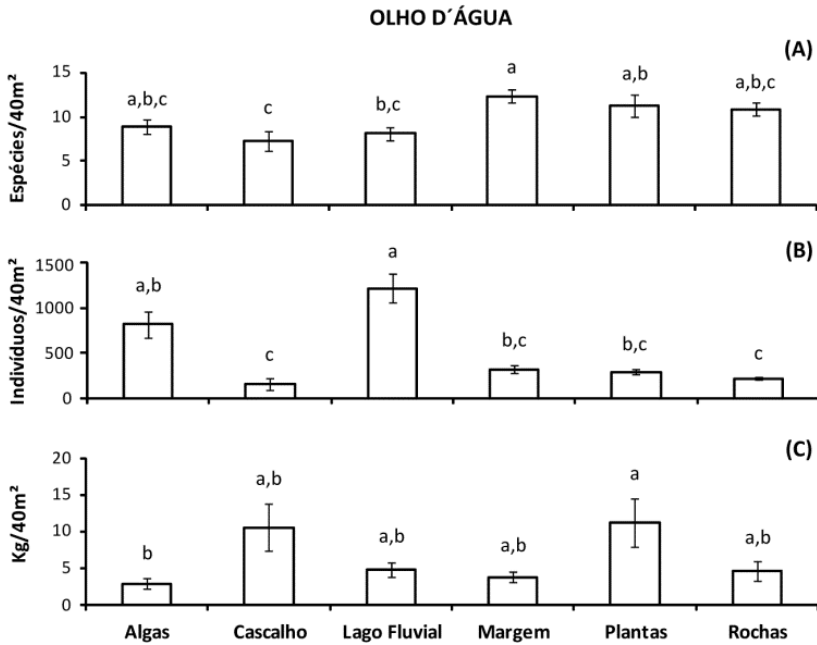 OLHO D´ÁGUA
(A)
Espécies/40m²
15
10
5
0
a,b,c
c
b,c
a
a,b
a,b,c
(B)
Indivíduos/40m²
1500
1000
500
0
a,b
c
a
b,c
b,c
c
(C)
Kg/40m²
20
15
10
5
0
b
a,b
a,b
a,b
a
a,b
Algas Cascalho Lago Fluvial Margem Plantas Rochas